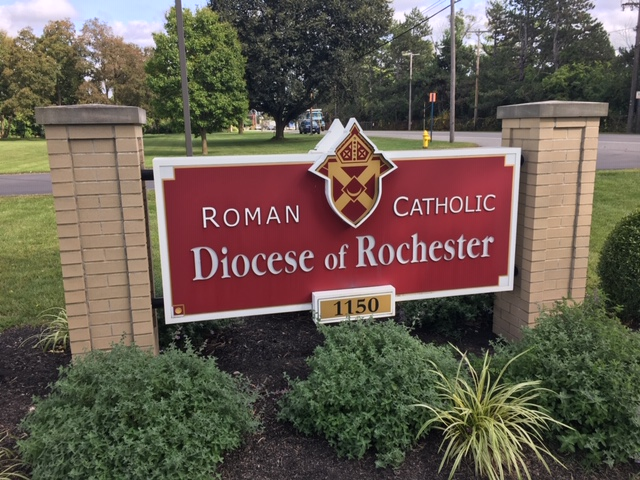 ROMAN CATHOLIC
Diocese of Rochester
1150